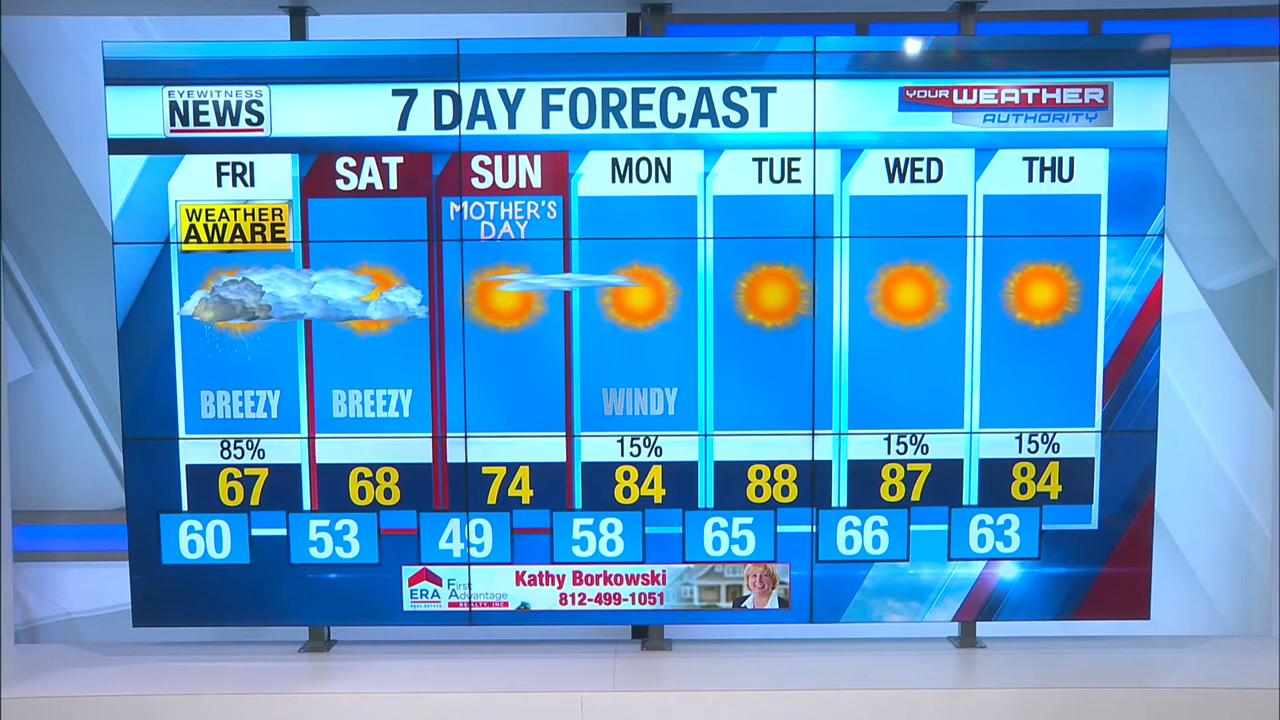 EYEWITNESS
NEWS
7 DAY FORECAST
YOUR WEATHER
AUTHORITY
FRI
SAT
SUN
MON
TUE
WED
THU
WEATHER
AWARE
MOTHER'S
DAY
BREEZY
BREEZY
WINDY
85%
15%
15%
15%
67
68
74
84
88
87
84
60
53
49
58
65
66
63
ERA
REAL ESTATE
First
Advantage
REALTY, INC.
Kathy Borkowski
812-499-1051